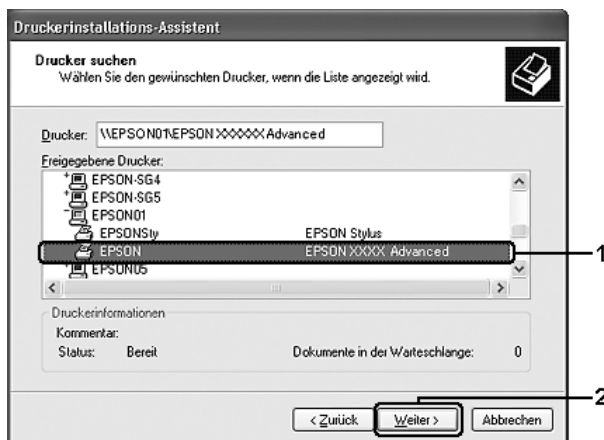 Druckerinstallations-Assistent
Drucker suchen
Wählen Sie den gewünschten Drucker, wenn die Liste angezeigt wird.
Drucker: \\EPSON01\EPSON XXXXXX Advanced
Freigegebene Drucker:
EPSON-SG4
EPSON-SG5
EPSON01
EPSONSty EPSON Stylus
EPSON EPSON XXXX Advanced
1
EPSON05
Druckerinformationen
Kommentar:
Status: Bereit Dokumente in der Warteschlange: 0
2
< Zurück Weiter > Abbrechen